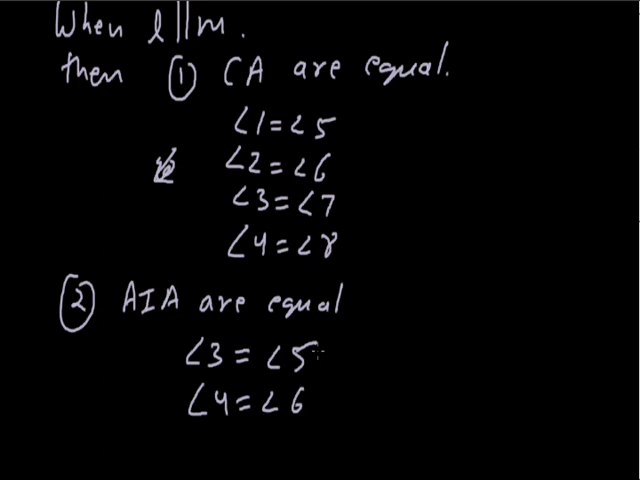 When l||m.
then ① CA are equal.
∠1=∠5
∠2=∠6
∠3=∠7
∠4=∠8
② AIA are equal
∠3=∠5
∠4=∠6